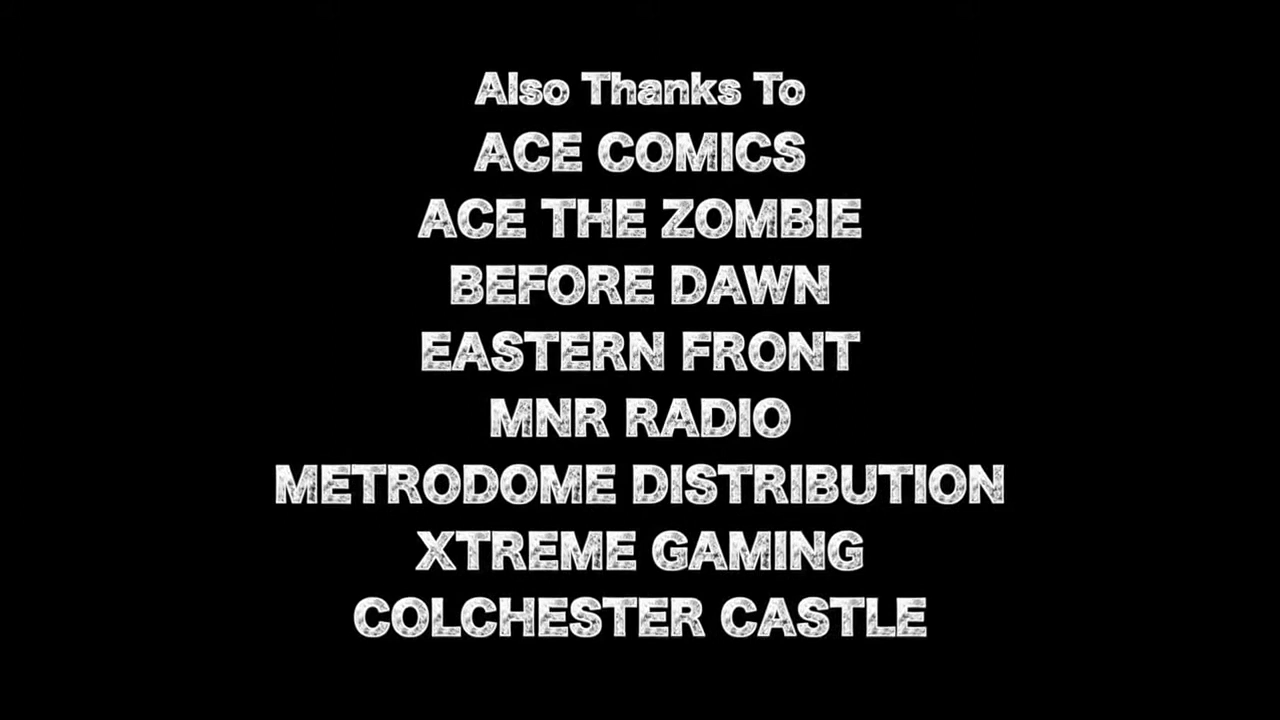 Also Thanks To
ACE COMICS
ACE THE ZOMBIE
BEFORE DAWN
EASTERN FRONT
MNR RADIO
METRODOME DISTRIBUTION
XTREME GAMING
COLCHESTER CASTLE